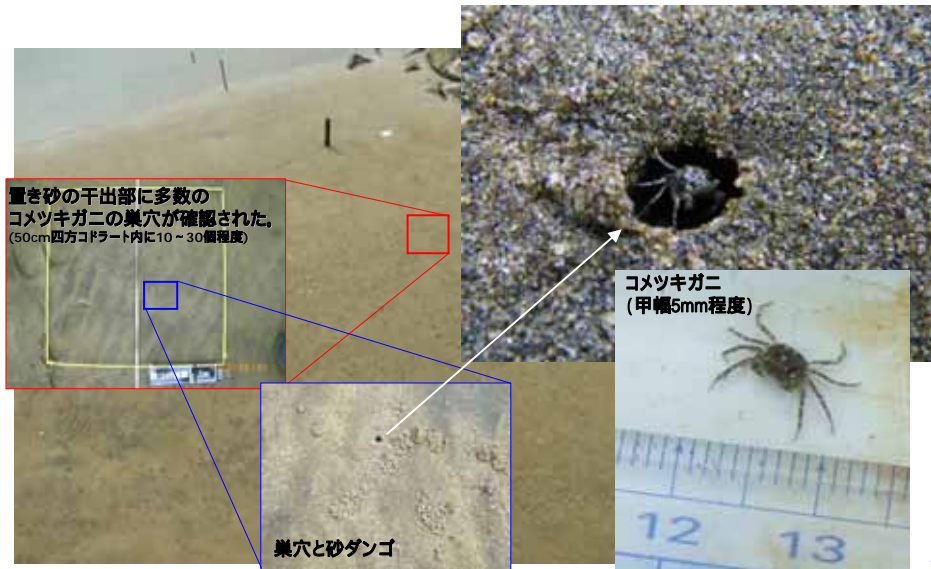 置き砂の干出部に多数の
コメツキガニの巣穴が確認された。
(50cm四方コドラート内に10~30個程度)
コメツキガニ
(甲幅5mm程度)
巣穴と砂ダンゴ
12 13